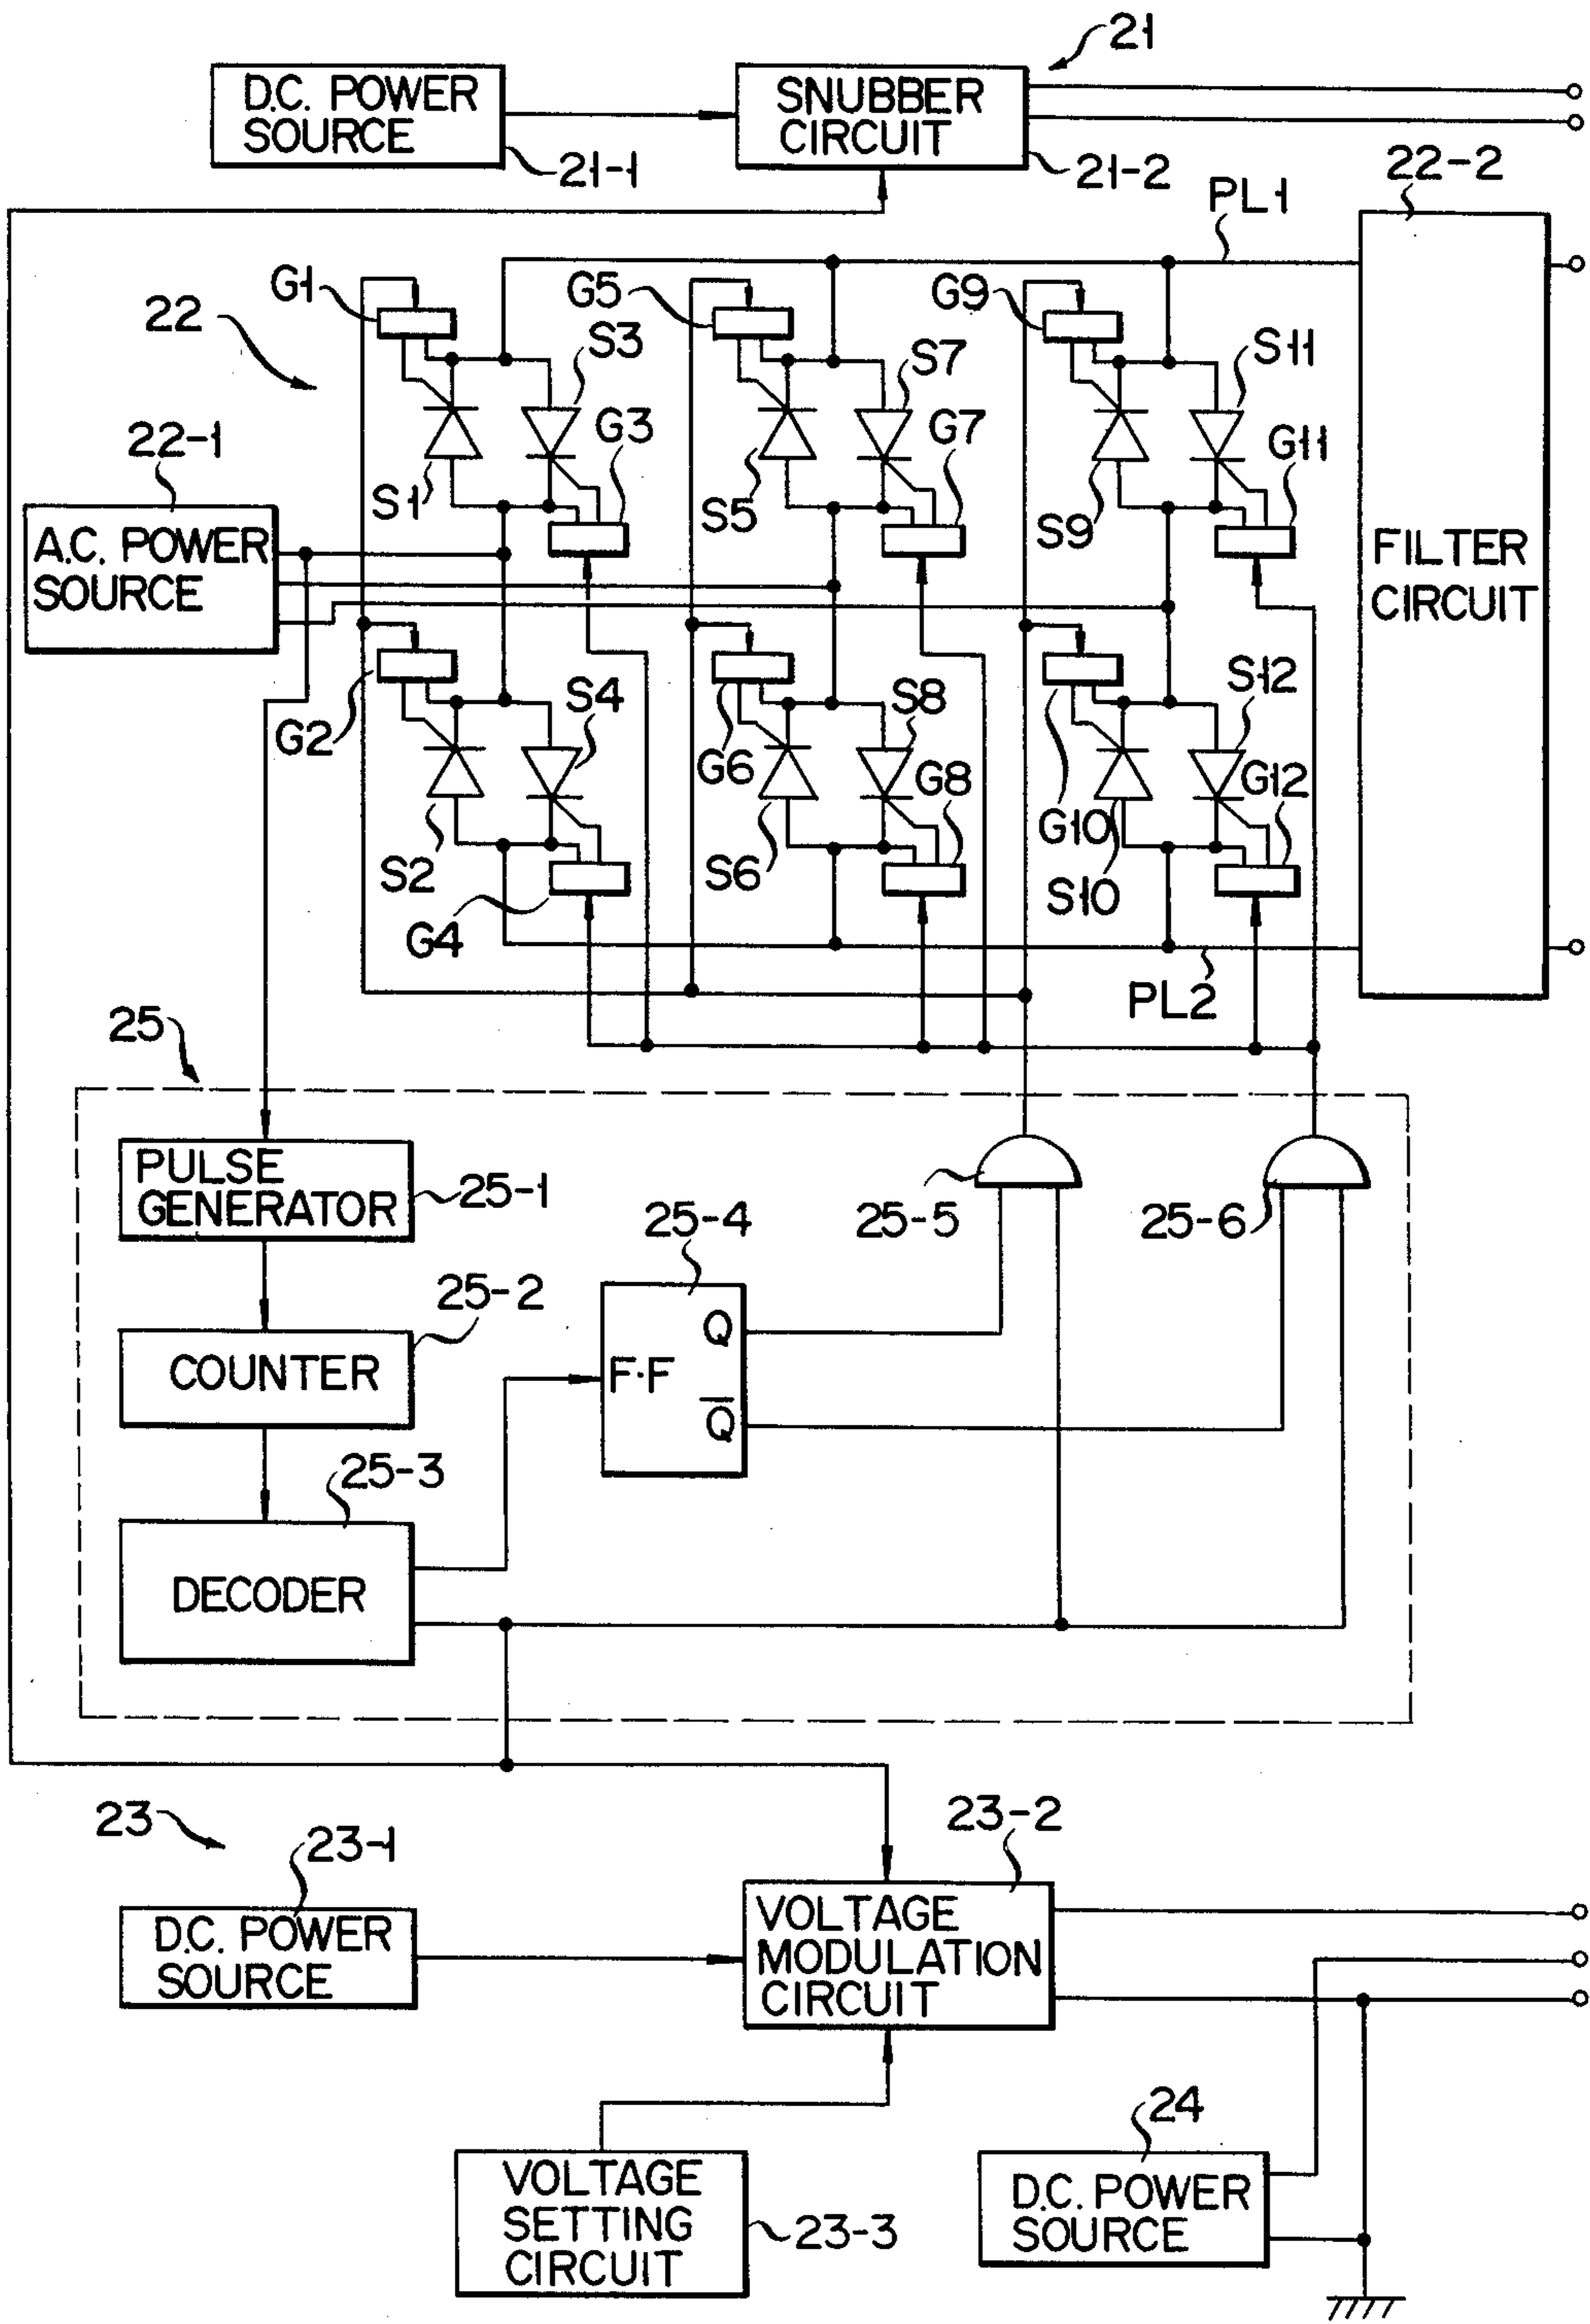 21
D.C. POWER
SOURCE
21-1
SNUBBER
CIRCUIT
21-2
22-2
PL1
G1
G5
G9
22
S3
S7
S11
G3
G7
G11
22-1
S1
S5
S9
A.C. POWER
SOURCE
FILTER
CIRCUIT
S4
S8
S12
G2
G6
G8
G12
G10
S2
S6
S10
G4
PL2
25
PULSE
GENERATOR
25-1
25-4
25-5
25-6
25-2
Q
COUNTER
F·F
Q̅
25-3
DECODER
23
23-1
23-2
D.C. POWER
SOURCE
VOLTAGE
MODULATION
CIRCUIT
24
VOLTAGE
SETTING
CIRCUIT
23-3
D.C. POWER
SOURCE